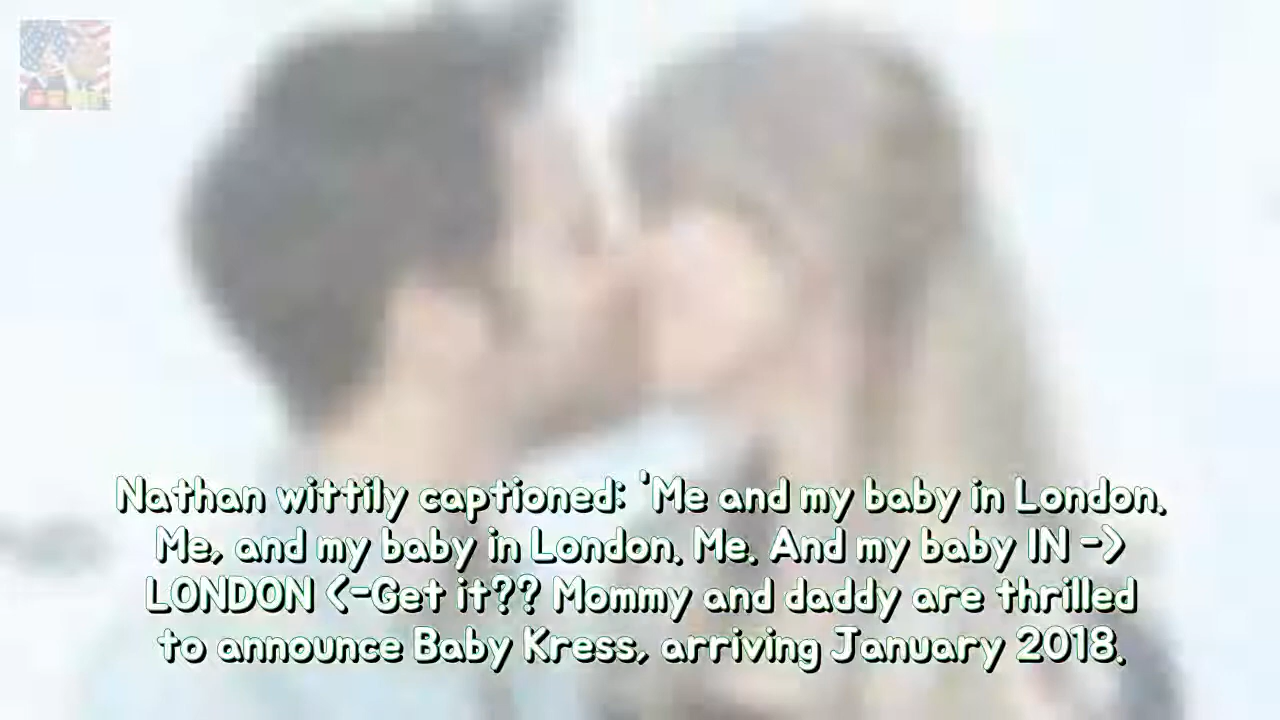 Nathan wittily captioned: 'Me and my baby in London.
Me, and my baby in London. Me. And my baby IN ->
LONDON <-Get it?? Mommy and daddy are thrilled
to announce Baby Kress, arriving January 2018.